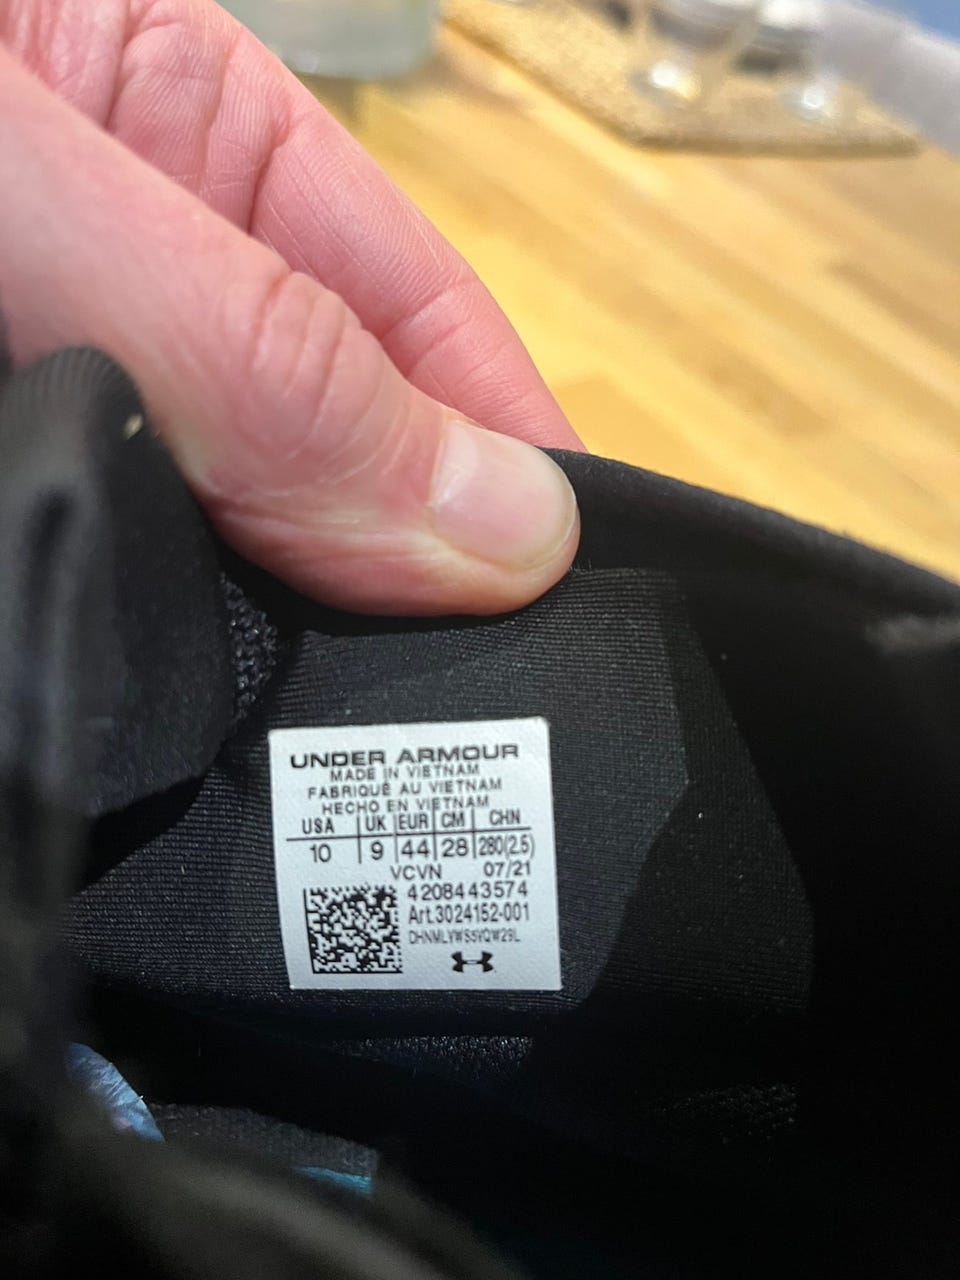 UNDER ARMOUR
MADE IN VIETNAM
FABRIQUÉ AU VIETNAM
HECHO EN VIETNAM
USA UK EUR CM CHN
10 9 44 28 280(2.5)
VCVN 07/21
4208443574
Art.3024152-001